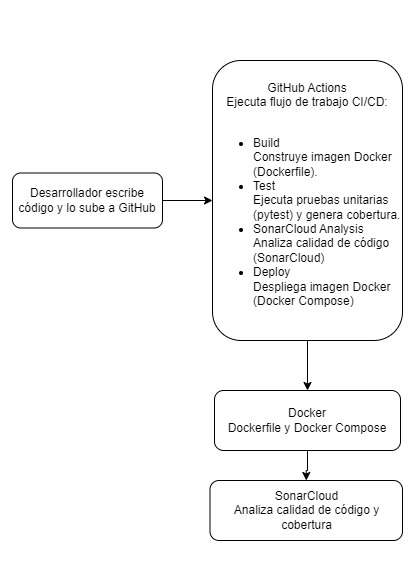 GitHub Actions
Ejecuta flujo de trabajo CI/CD:
• Build
Construye imagen Docker
(Dockerfile).
• Test
Ejecuta pruebas unitarias
(pytest) y genera cobertura.
• SonarCloud Analysis
Analiza calidad de código
(SonarCloud)
• Deploy
Despliega imagen Docker
(Docker Compose)
Desarrollador escribe
código y lo sube a GitHub
Docker
Dockerfile y Docker Compose
SonarCloud
Analiza calidad de código y
cobertura